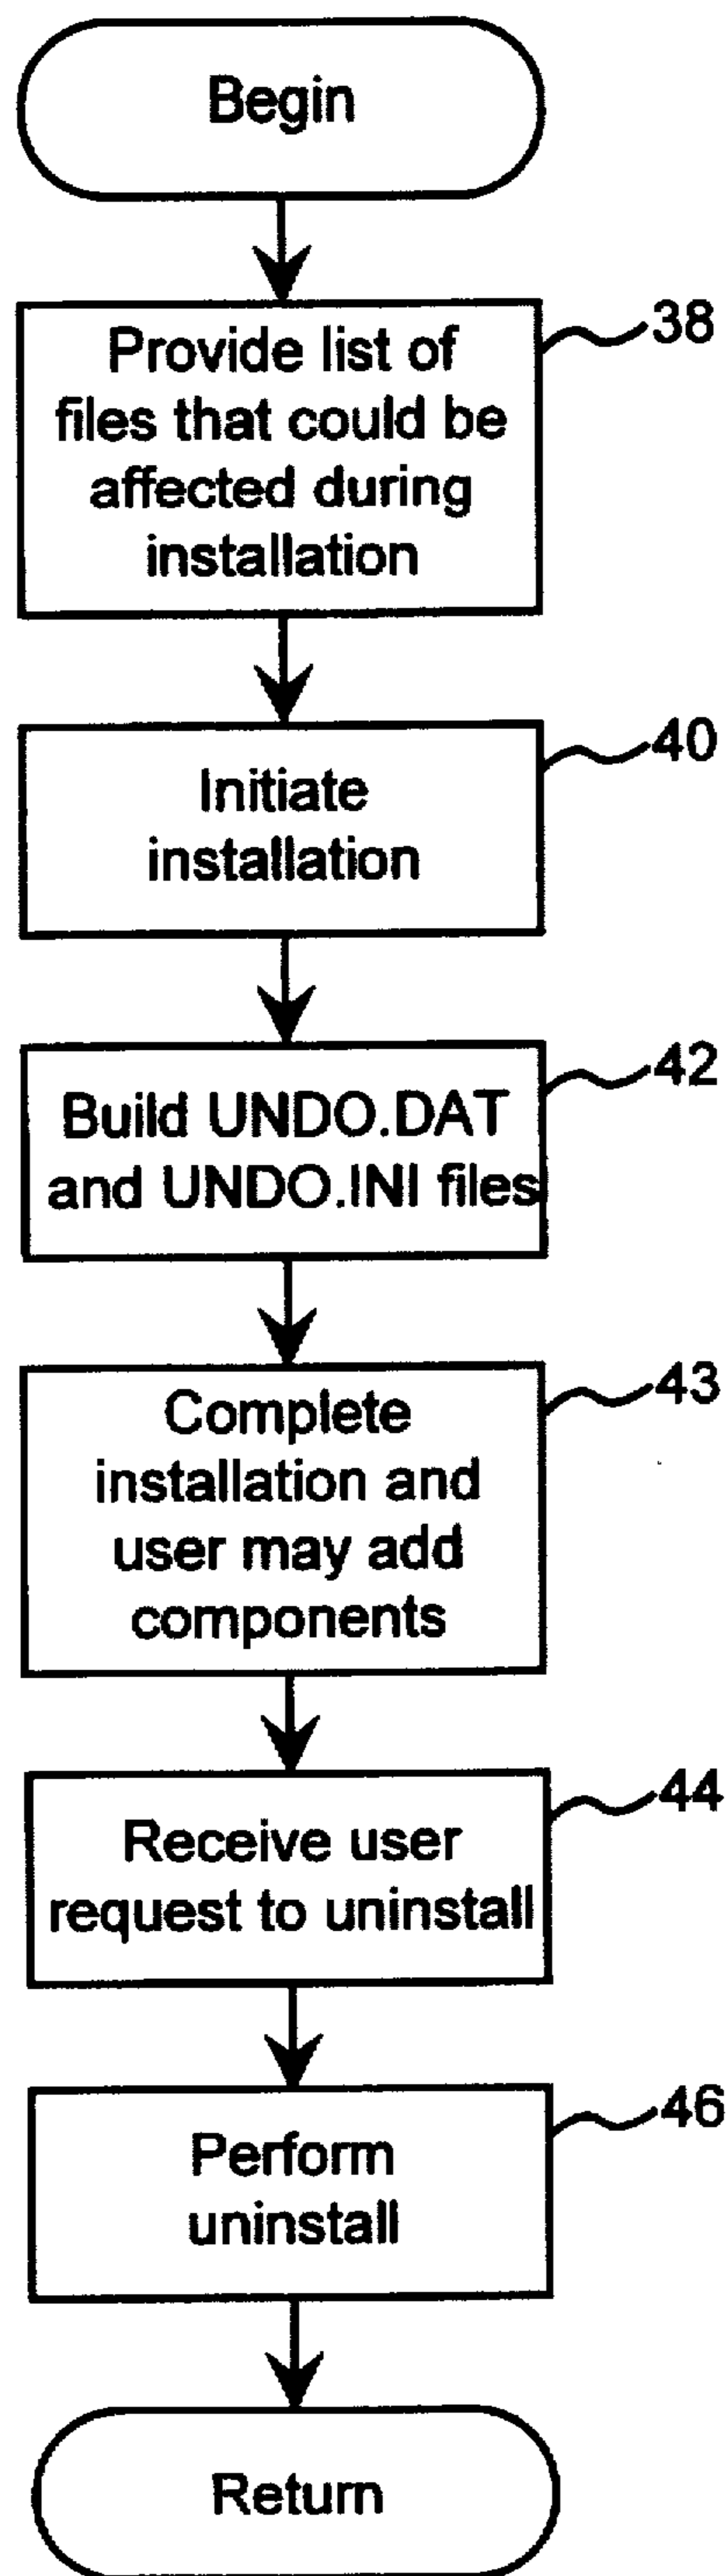 Begin
Provide list of
38
files that could be
affected during
installation
40
Initiate
installation
42
Build UNDO.DAT
and UNDO.INI files
43
Complete
installation and
user may add
components
44
Receive user
request to uninstall
46
Perform
uninstall
Return